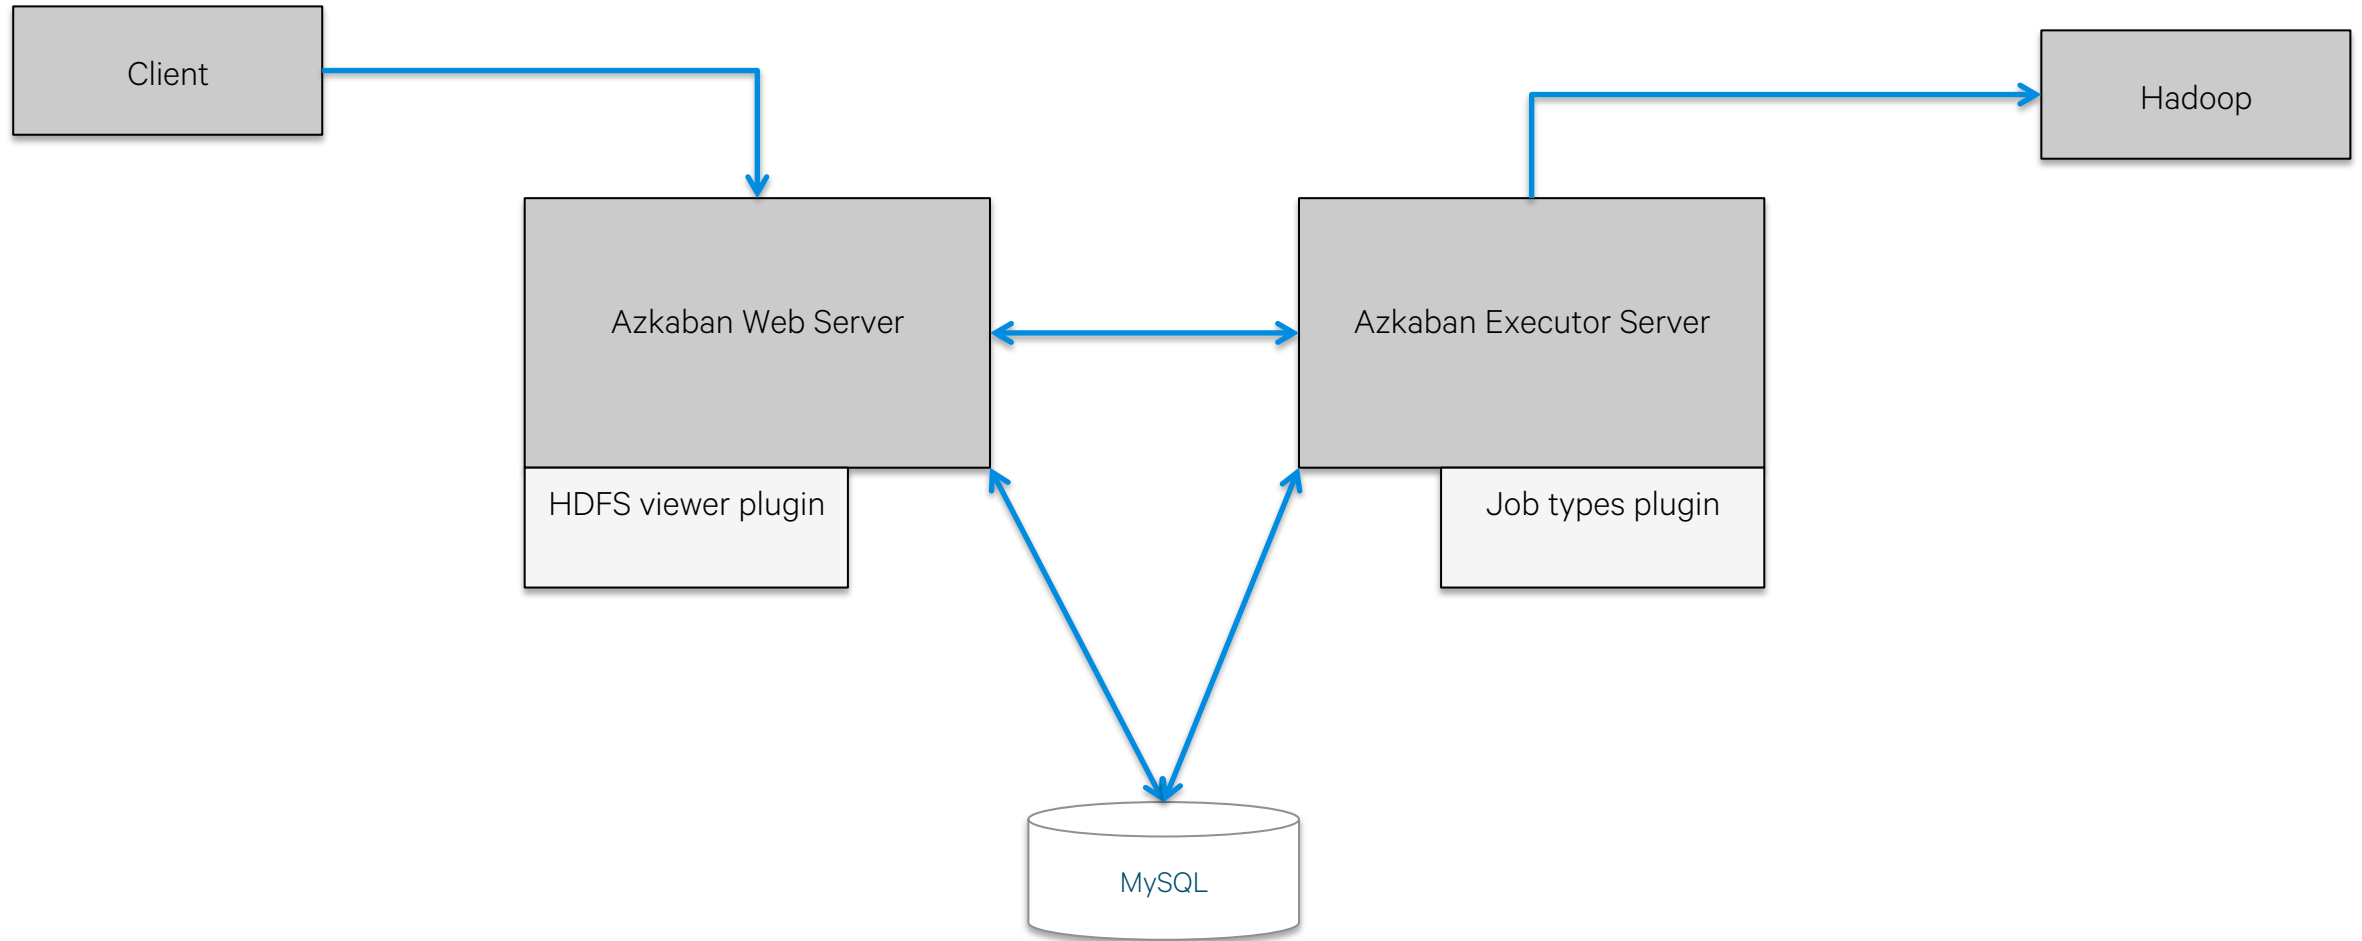 Client
Hadoop
Azkaban Web Server
Azkaban Executor Server
HDFS viewer plugin
Job types plugin
MySQL